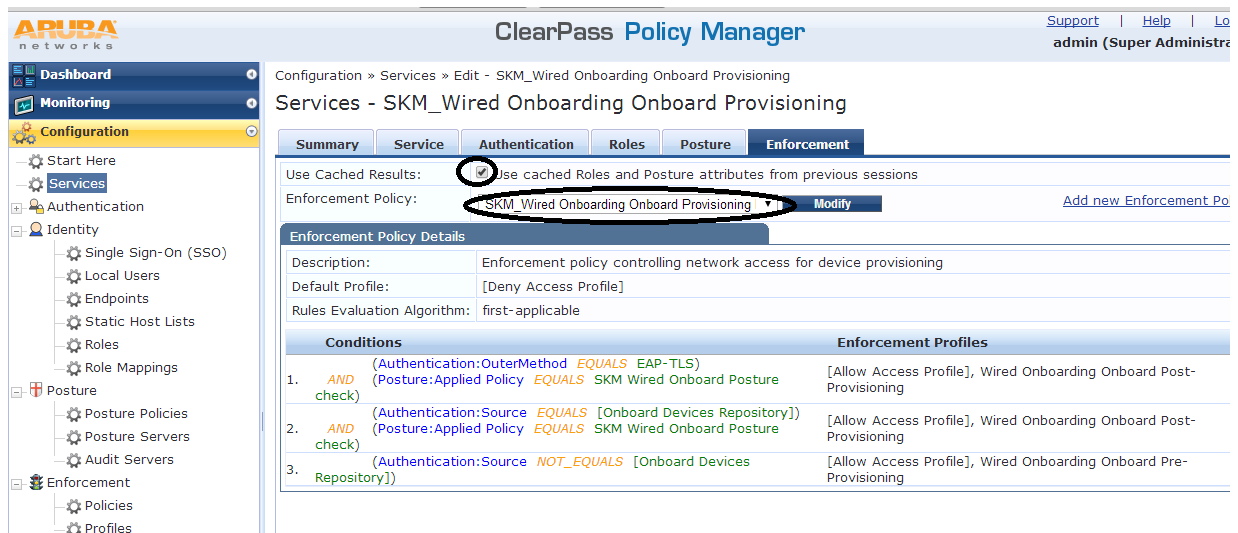 ARUBA
networks
ClearPass Policy Manager
Support | Help | Lo
admin (Super Administra
Dashboard
Monitoring
Configuration
Start Here
Services
Authentication
Identity
Single Sign-On (SSO)
Local Users
Endpoints
Static Host Lists
Roles
Role Mappings
Posture
Posture Policies
Posture Servers
Audit Servers
Enforcement
Policies
Profiles
Configuration » Services » Edit - SKM_Wired Onboarding Onboard Provisioning
Services - SKM_Wired Onboarding Onboard Provisioning
Summary Service Authentication Roles Posture Enforcement
Use Cached Results: Use cached Roles and Posture attributes from previous sessions
Enforcement Policy: SKM_Wired Onboarding Onboard Provisioning Modify Add new Enforcement Po
Enforcement Policy Details
Description: Enforcement policy controlling network access for device provisioning
Default Profile: [Deny Access Profile]
Rules Evaluation Algorithm: first-applicable
Conditions Enforcement Profiles
(Authentication:OuterMethod EQUALS EAP-TLS)
1. AND (Posture:Applied Policy EQUALS SKM Wired Onboard Posture
check)
[Allow Access Profile], Wired Onboarding Onboard Post-
Provisioning
(Authentication:Source EQUALS [Onboard Devices Repository])
2. AND (Posture:Applied Policy EQUALS SKM Wired Onboard Posture
check)
[Allow Access Profile], Wired Onboarding Onboard Post-
Provisioning
3. (Authentication:Source NOT_EQUALS [Onboard Devices
Repository])
[Allow Access Profile], Wired Onboarding Onboard Pre-
Provisioning